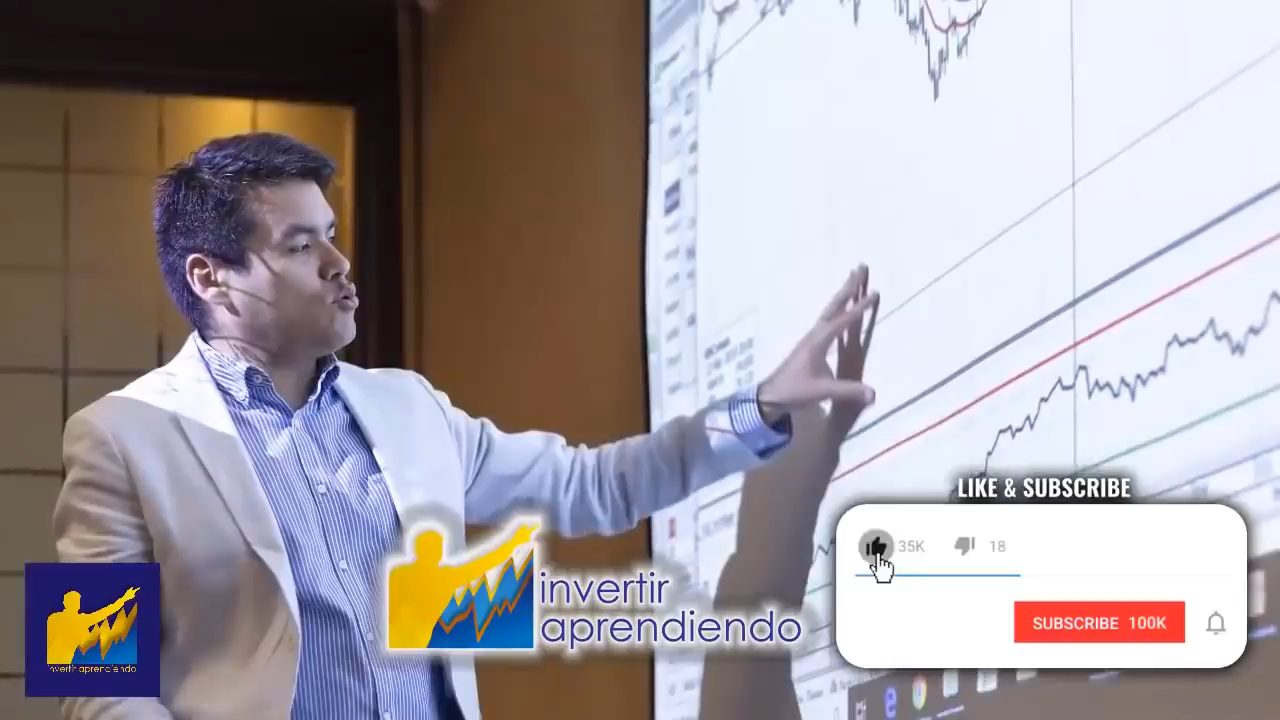 LIKE & SUBSCRIBE
35K 18
SUBSCRIBE 100K
invertir
aprendiendo
invertir aprendiendo